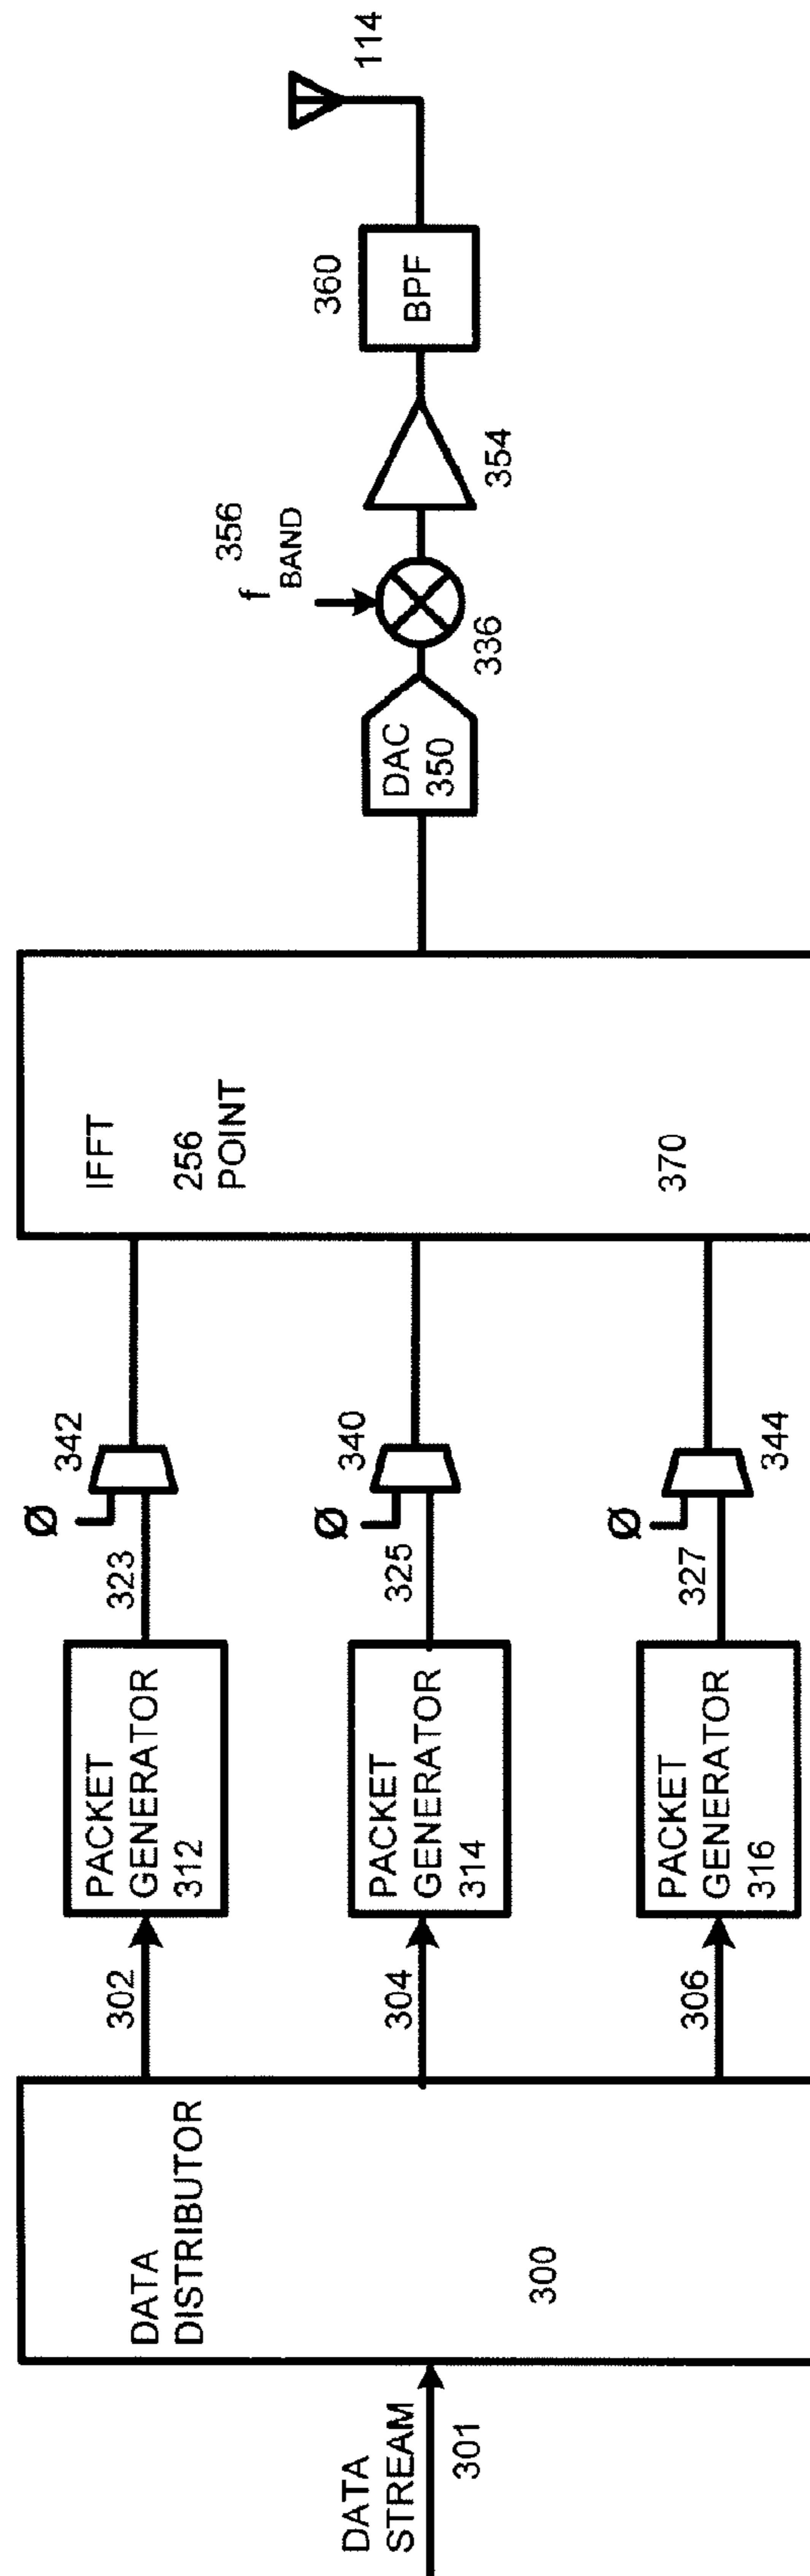 DATA
STREAM
301
DATA
DISTRIBUTOR
300
302
304
306
PACKET
GENERATOR
312
PACKET
GENERATOR
314
PACKET
GENERATOR
316
323
325
327
Ø
342
Ø
340
Ø
344
IFFT
256
POINT
370
DAC
350
f BAND
356
336
354
360
BPF
114